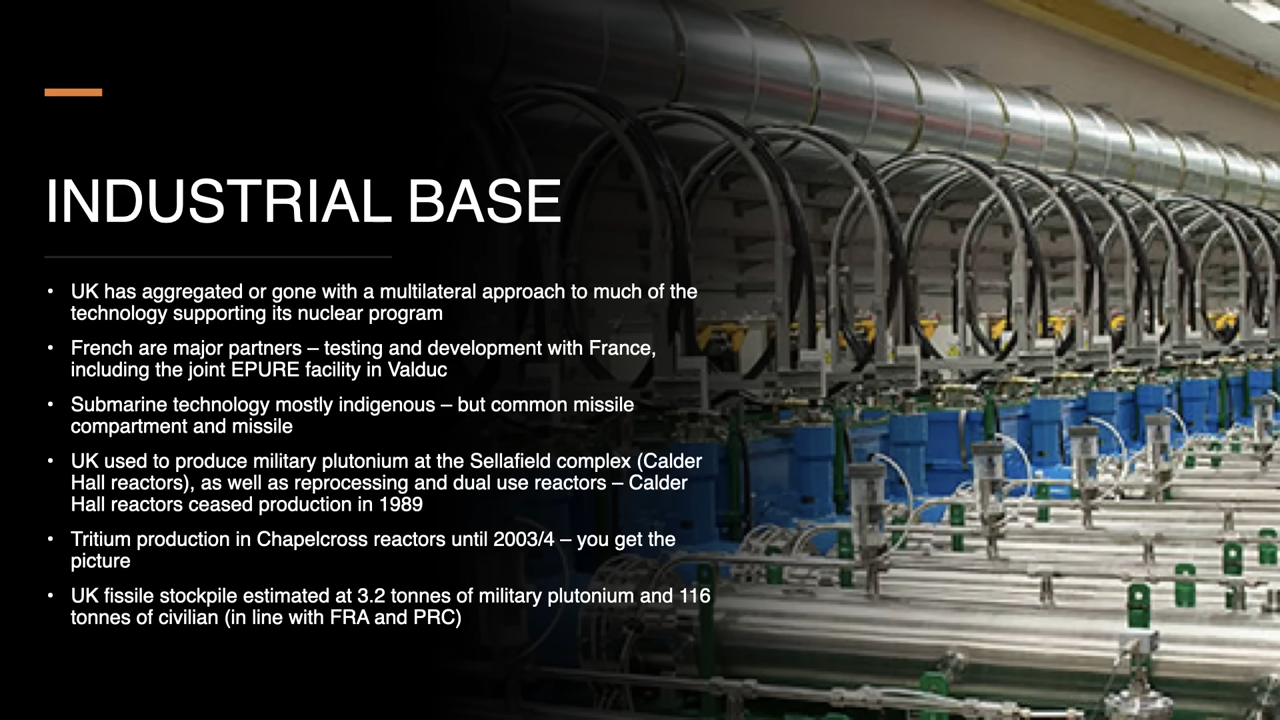 INDUSTRIAL BASE
• UK has aggregated or gone with a multilateral approach to much of the
technology supporting its nuclear program
• French are major partners – testing and development with France,
including the joint EPURE facility in Valduc
• Submarine technology mostly indigenous – but common missile
compartment and missile
• UK used to produce military plutonium at the Sellafield complex (Calder
Hall reactors), as well as reprocessing and dual use reactors – Calder
Hall reactors ceased production in 1989
• Tritium production in Chapelcross reactors until 2003/4 – you get the
picture
• UK fissile stockpile estimated at 3.2 tonnes of military plutonium and 116
tonnes of civilian (in line with FRA and PRC)